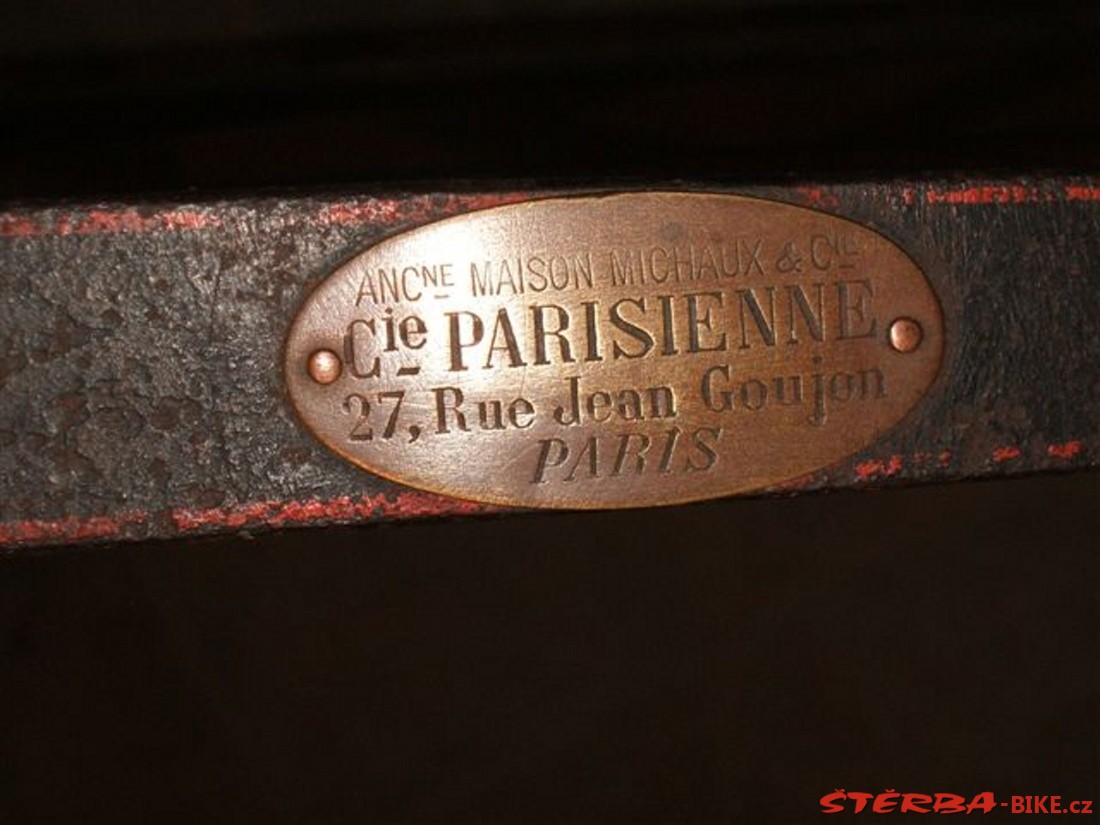 ANCNE MAISON MICHAUX & CIE
Cie PARISIENNE
27, Rue Jean Goujon
PARIS
ŠTĚRBA-BIKE.cz